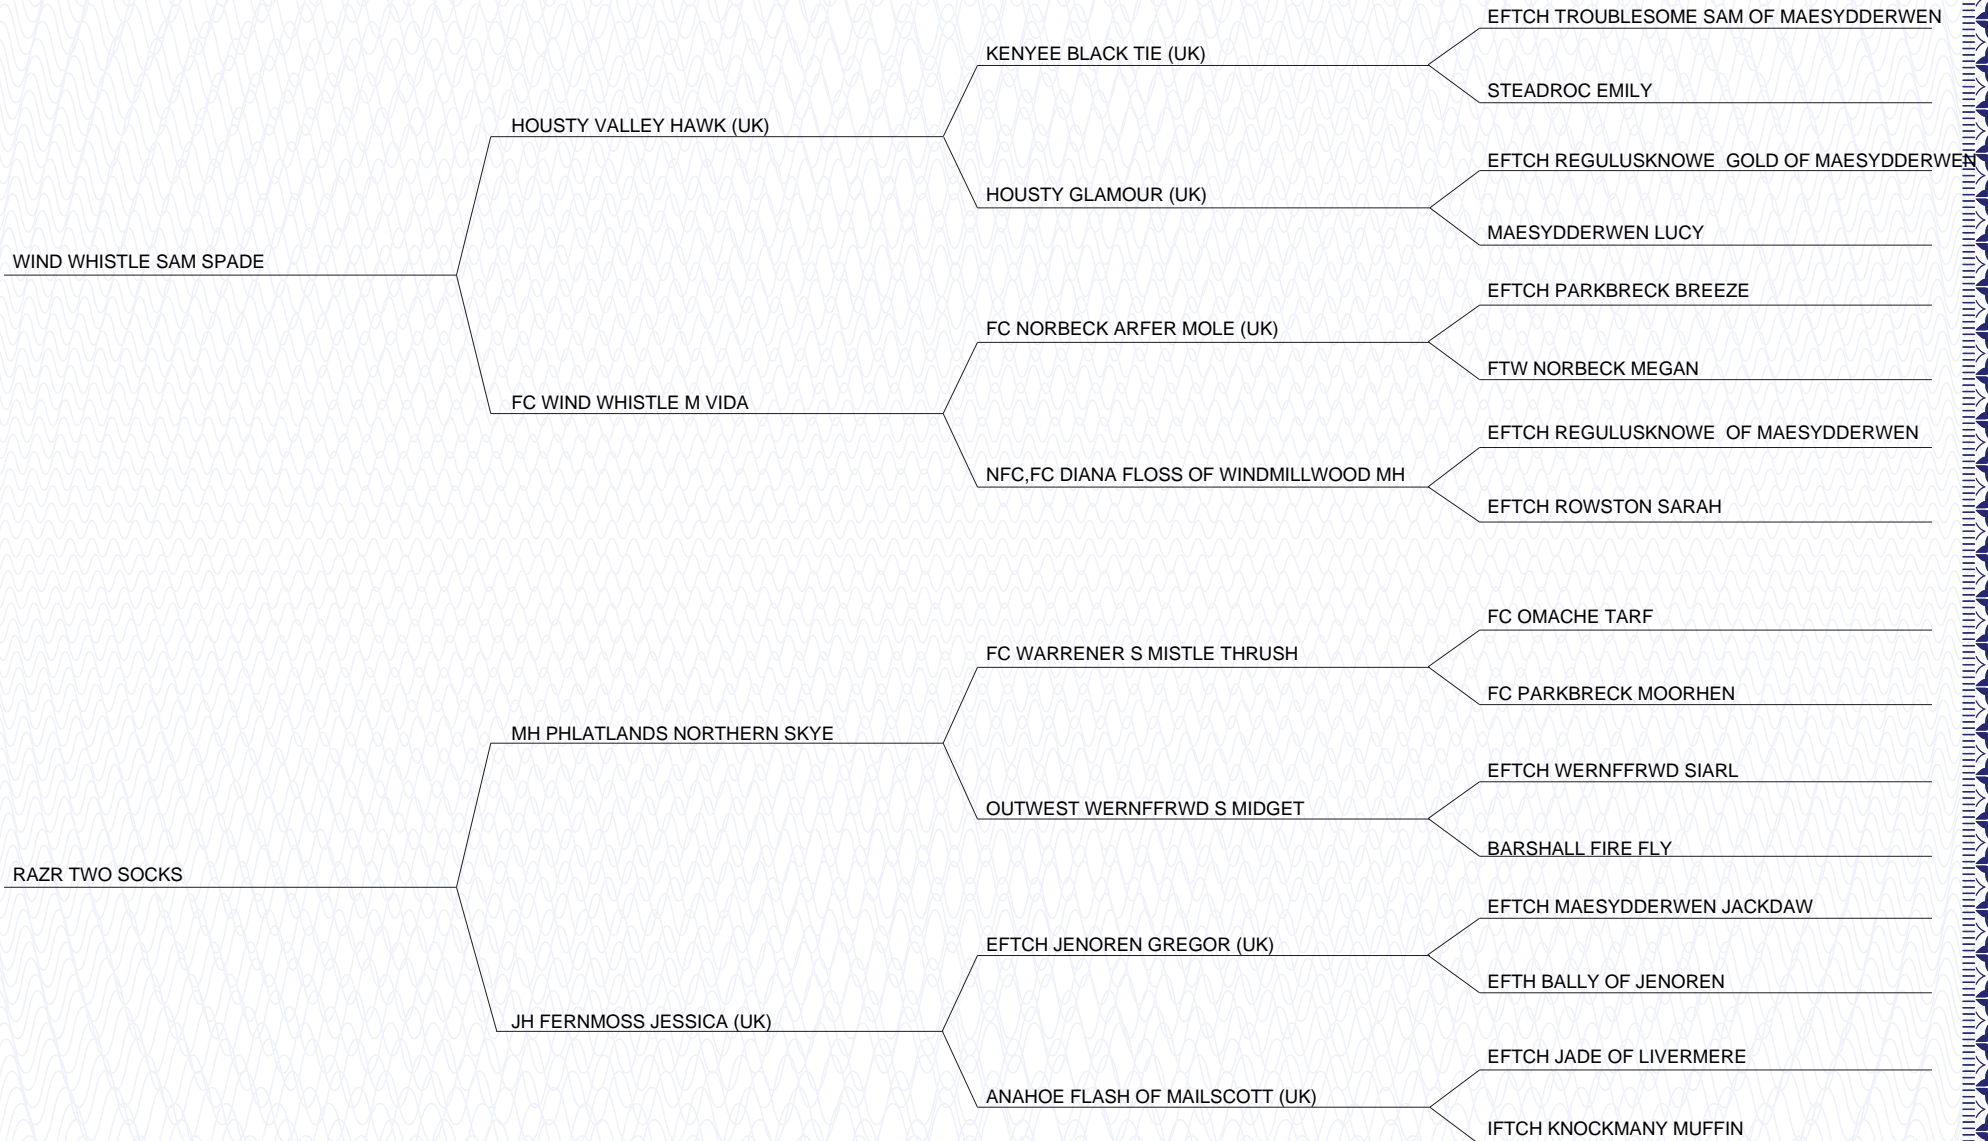 EFTCH TROUBLESOME SAM OF MAESYDDERWEN
KENYEE BLACK TIE (UK)
STEADROC EMILY
HOUSTY VALLEY HAWK (UK)
EFTCH REGULUSKNOWE  GOLD OF MAESYDDERWEN
HOUSTY GLAMOUR (UK)
MAESYDDERWEN LUCY
WIND WHISTLE SAM SPADE
EFTCH PARKBRECK BREEZE
FC NORBECK ARFER MOLE (UK)
FTW NORBECK MEGAN
FC WIND WHISTLE M VIDA
EFTCH REGULUSKNOWE  OF MAESYDDERWEN
NFC,FC DIANA FLOSS OF WINDMILLWOOD MH
EFTCH ROWSTON SARAH
FC OMACHE TARF
FC WARRENER S MISTLE THRUSH
FC PARKBRECK MOORHEN
MH PHLATLANDS NORTHERN SKYE
EFTCH WERNFFRWD SIARL
OUTWEST WERNFFRWD S MIDGET
BARSHALL FIRE FLY
RAZR TWO SOCKS
EFTCH MAESYDDERWEN JACKDAW
EFTCH JENOREN GREGOR (UK)
EFTH BALLY OF JENOREN
JH FERNMOSS JESSICA (UK)
EFTCH JADE OF LIVERMERE
ANAHOE FLASH OF MAILSCOTT (UK)
IFTCH KNOCKMANY MUFFIN